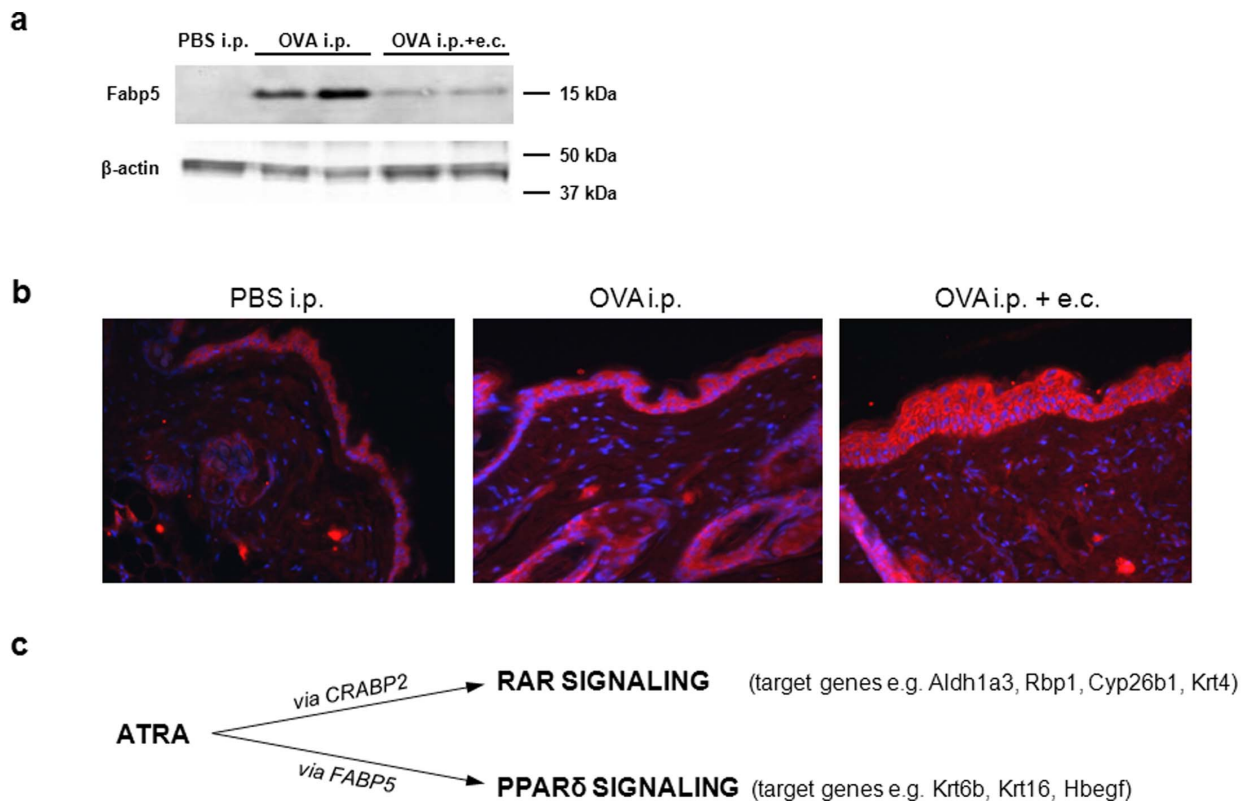 a
PBS i.p. OVA i.p. OVA i.p.+e.c.
Fabp5 15 kDa
50 kDa
β-actin
37 kDa
b
PBS i.p. OVA i.p. OVA i.p. + e.c.
c
via CRABP2 RAR SIGNALING (target genes e.g. Aldh1a3, Rbp1, Cyp26b1, Krt4)
ATRA
via FABP5 PPARδ SIGNALING (target genes e.g. Krt6b, Krt16, Hbegf)